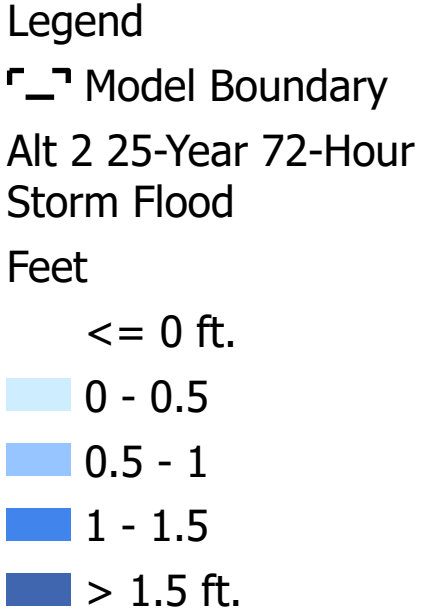 Legend
Model Boundary
Alt 2 25-Year 72-Hour
Storm Flood
Feet
<= 0 ft.
0 - 0.5
0.5 - 1
1 - 1.5
> 1.5 ft.